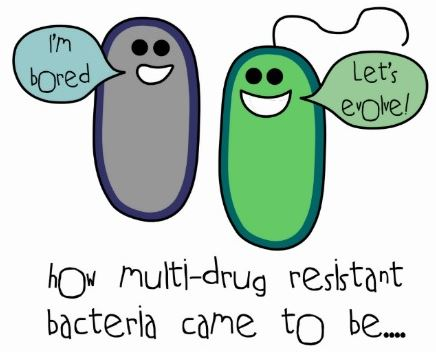 I'm
bored
Let's
evolve!
how multi-drug resistant
bacteria came to be....